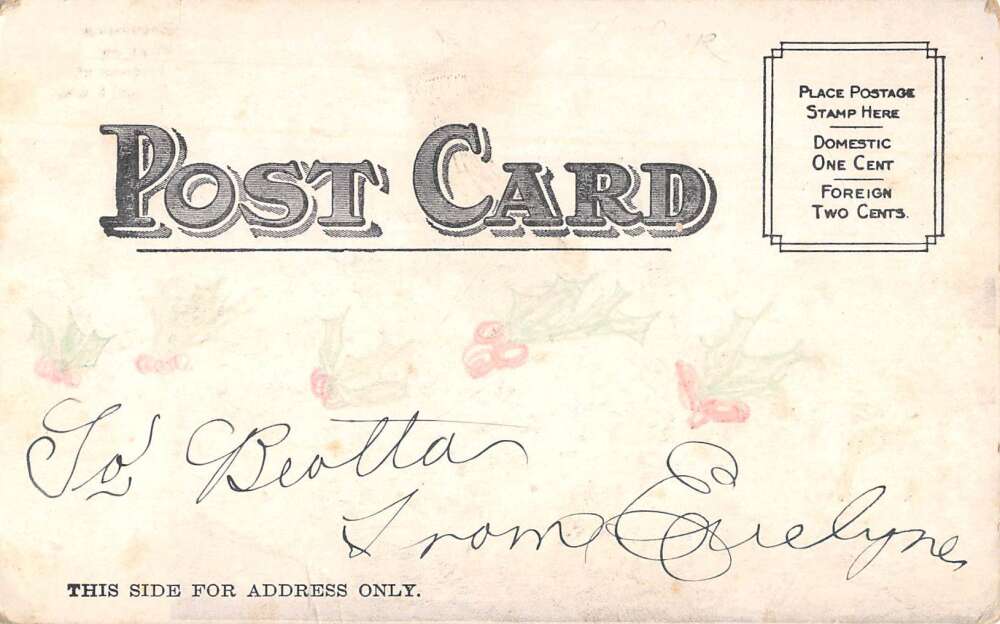 POST CARD
PLACE POSTAGE
STAMP HERE
DOMESTIC
ONE CENT
FOREIGN
TWO CENTS.
To Beatta
From Evelyne
THIS SIDE FOR ADDRESS ONLY.